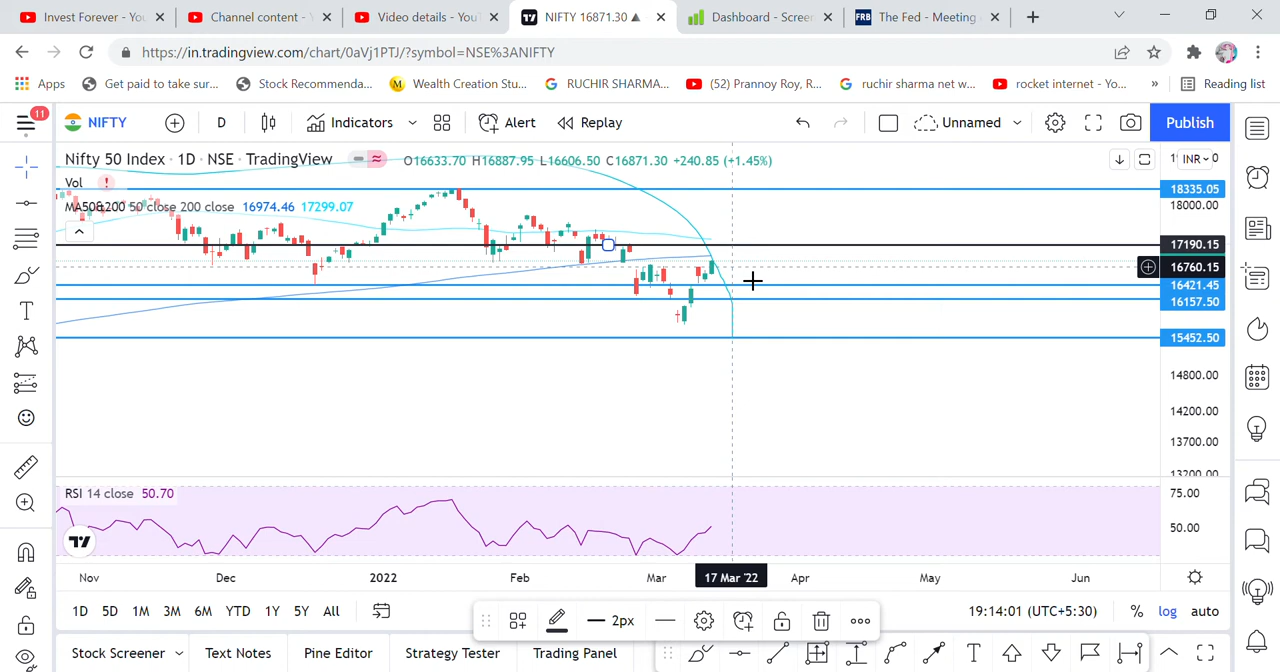 Invest Forever - You
Channel content - Y
Video details - YouT
NIFTY 16871.30 ▲
Dashboard - Screen
FRB The Fed - Meeting
https://in.tradingview.com/chart/0aVj1PTJ/?symbol=NSE%3ANIFTY
Apps
Get paid to take sur...
Stock Recommenda...
M Wealth Creation Stu...
RUCHIR SHARMA...
(52) Prannoy Roy, R...
ruchir sharma net w...
rocket internet - Yo...
»
Reading list
11
NIFTY
D
Indicators
Alert
Replay
Unnamed
Publish
Nifty 50 Index · 1D · NSE · TradingView
O16633.70 H16887.95 L16606.50 C16871.30 +240.85 (+1.45%)
INR
Vol
MA50&200 50 close 200 close 16974.46 17299.07
18335.05
18000.00
17190.15
16760.15
16421.45
16157.50
15452.50
14800.00
14200.00
13700.00
13200.00
RSI 14 close 50.70
75.00
50.00
Nov
Dec
2022
Feb
Mar
17 Mar '22
Apr
May
Jun
1D 5D 1M 3M 6M YTD 1Y 5Y All
2px
19:14:01 (UTC+5:30)
% log auto
Stock Screener
Text Notes
Pine Editor
Strategy Tester
Trading Panel